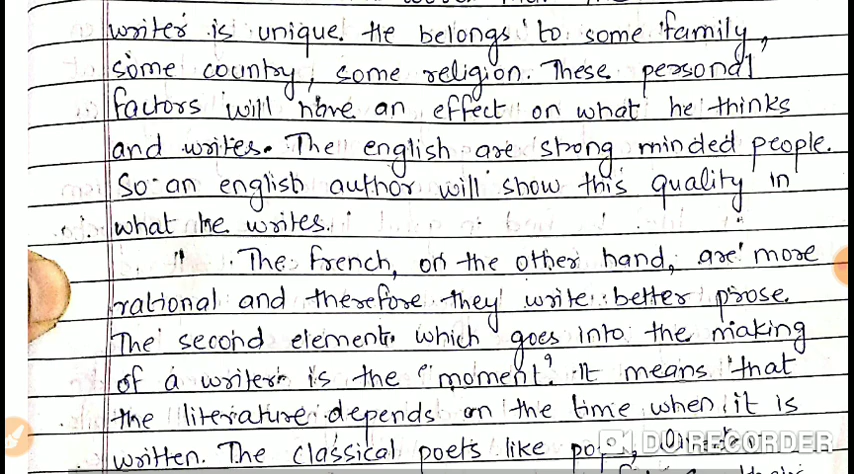 writer is unique. He belongs to some family,
some country, some religion. These personal
factors will have an effect on what he thinks
and writes. The english are strong minded people.
So an english author will show this quality in
what he writes.
The french, on the other hand, are more
rational and therefore they write better prose.
The second element which goes into the making
of a writer is the "moment". It means that
the literature depends on the time when it is
written. The classical poets like
DU RECORDER